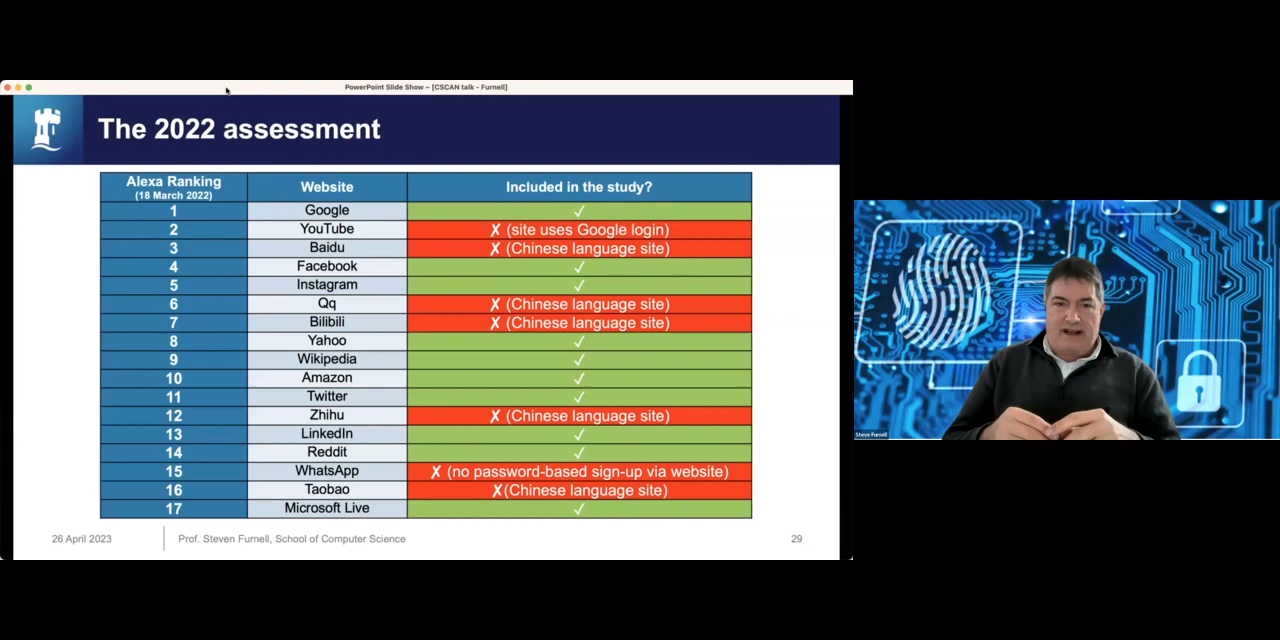 PowerPoint Slide Show – [CSCAN talk - Furnell]
The 2022 assessment
Alexa Ranking Website Included in the study?
(18 March 2022)
1 Google ✓
2 YouTube ✗ (site uses Google login)
3 Baidu ✗ (Chinese language site)
4 Facebook ✓
5 Instagram ✓
6 Qq ✗ (Chinese language site)
7 Bilibili ✗ (Chinese language site)
8 Yahoo ✓
9 Wikipedia ✓
10 Amazon ✓
11 Twitter ✓
12 Zhihu ✗ (Chinese language site)
13 LinkedIn ✓
14 Reddit ✓
15 WhatsApp ✗ (no password-based sign-up via website)
16 Taobao ✗(Chinese language site)
17 Microsoft Live ✓
26 April 2023 Prof. Steven Furnell, School of Computer Science 29
Steve Furnell